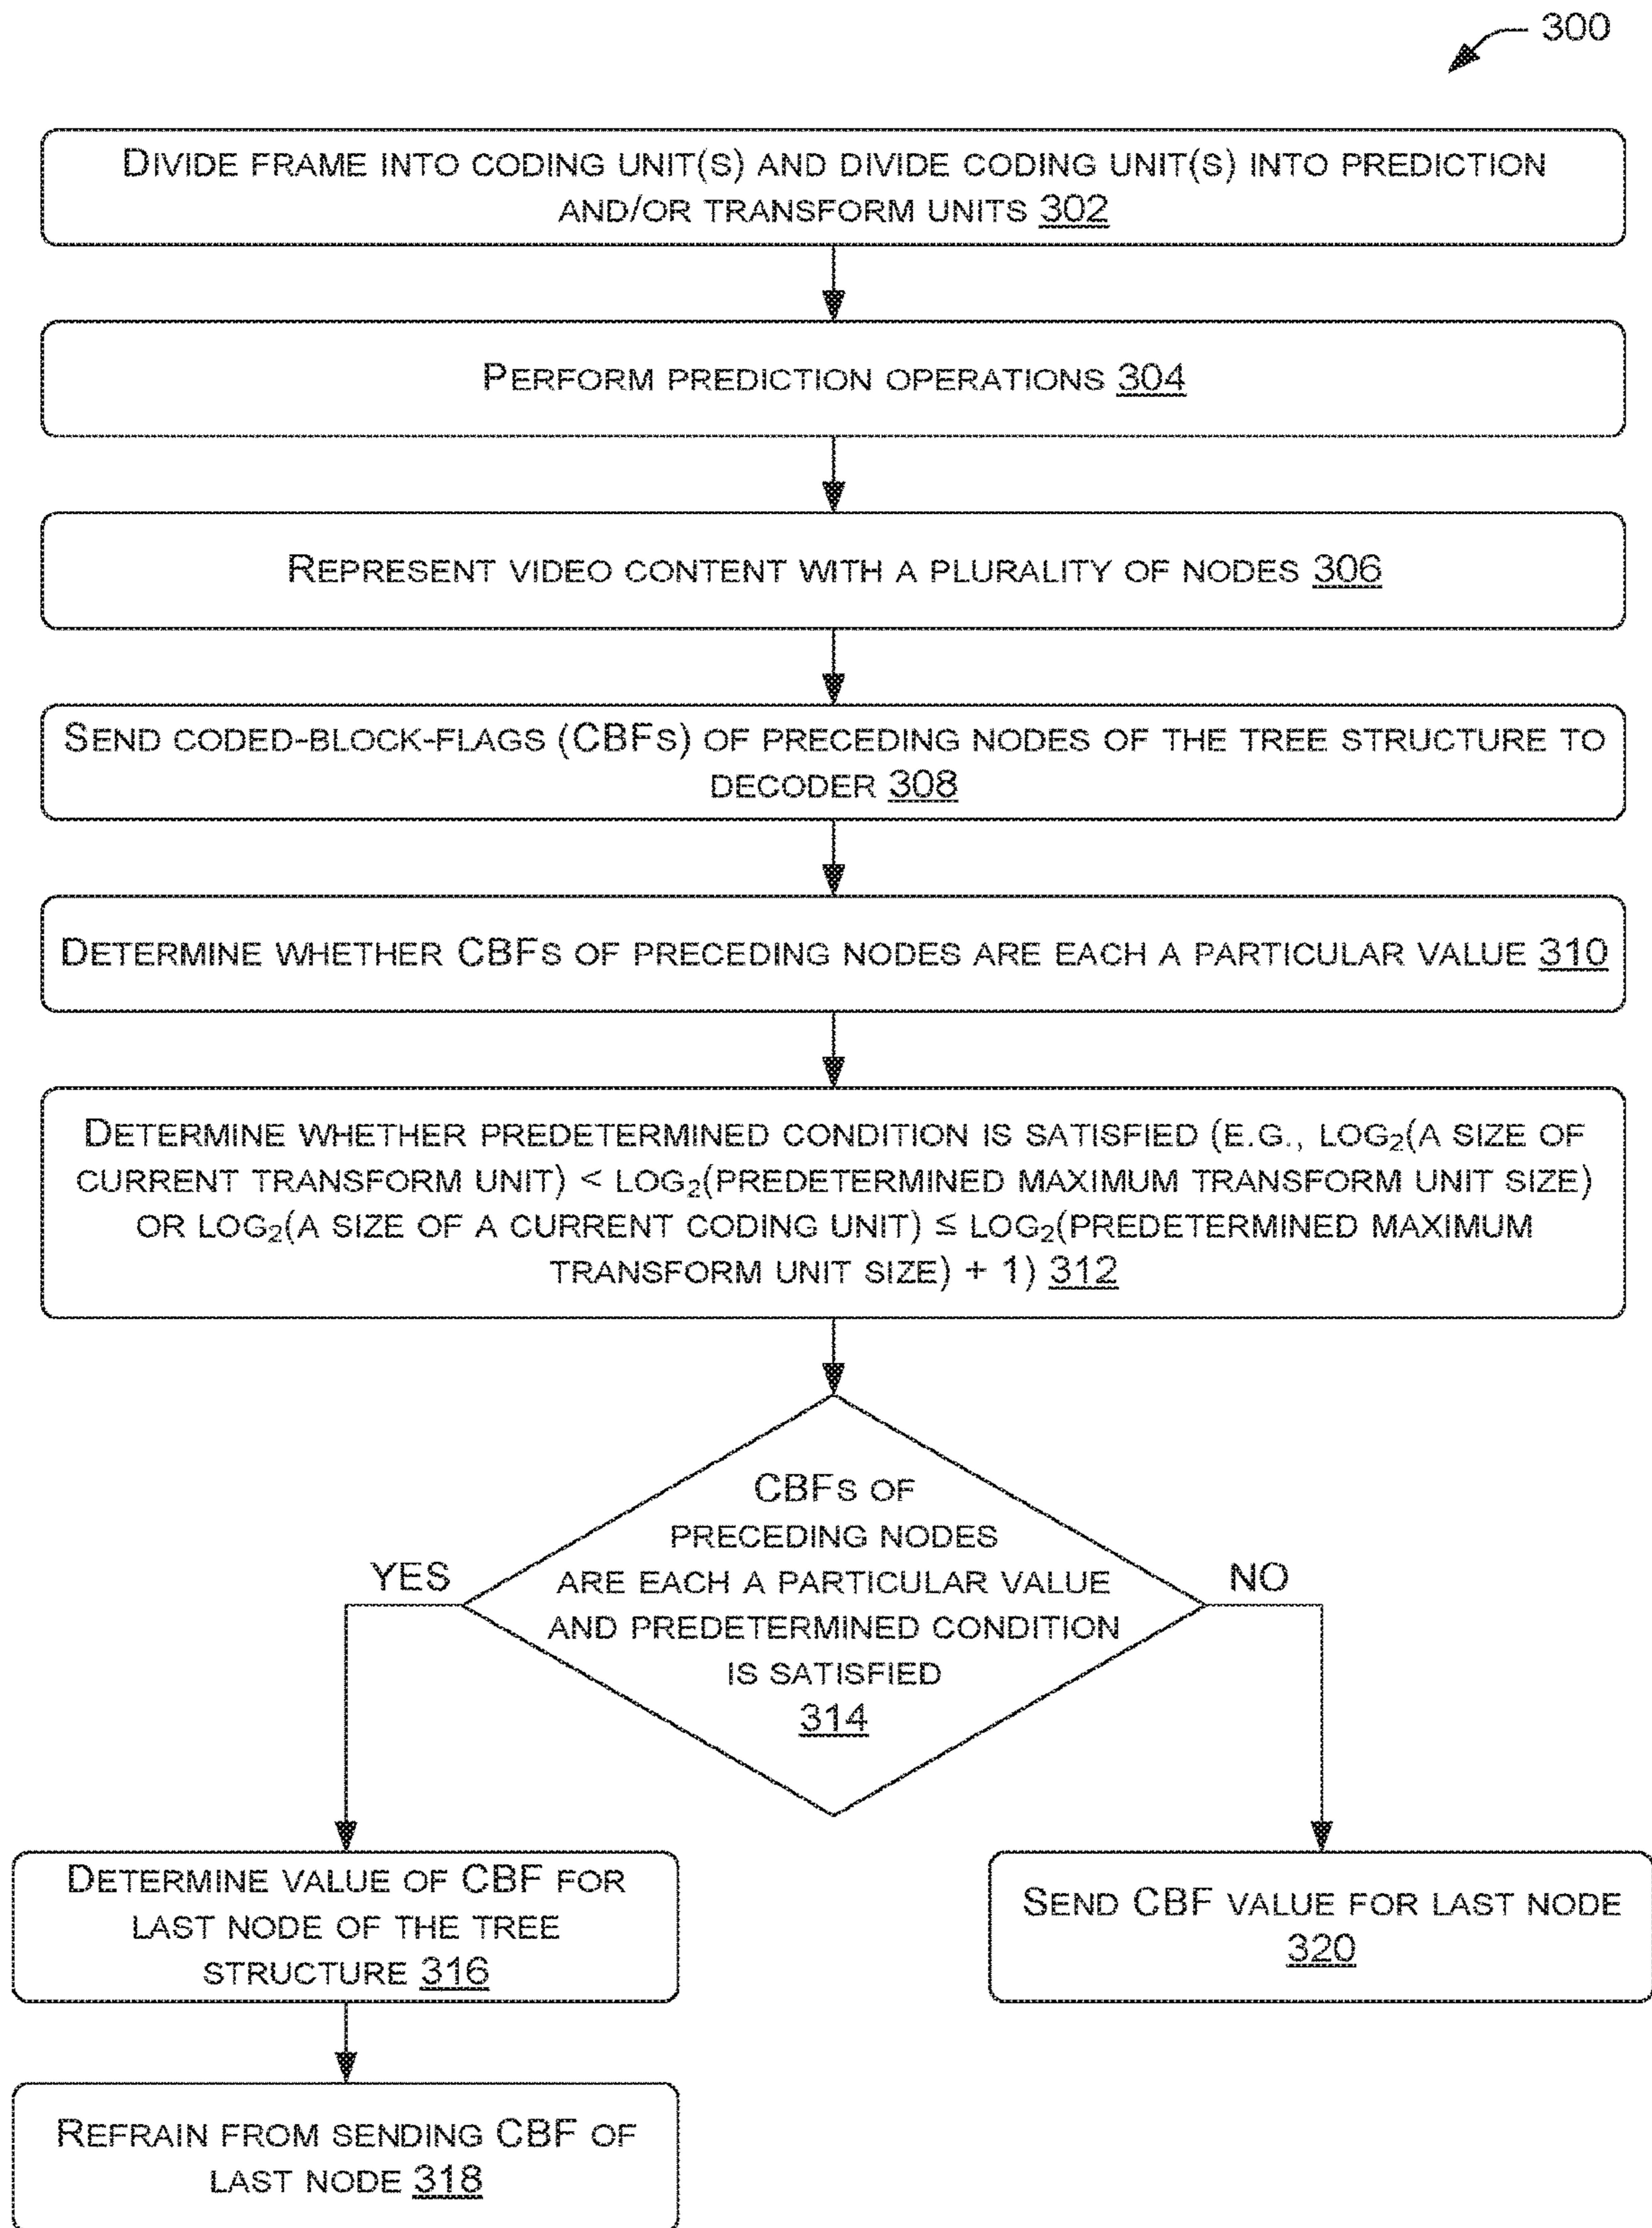 300
DIVIDE FRAME INTO CODING UNIT(S) AND DIVIDE CODING UNIT(S) INTO PREDICTION
AND/OR TRANSFORM UNITS 302
PERFORM PREDICTION OPERATIONS 304
REPRESENT VIDEO CONTENT WITH A PLURALITY OF NODES 306
SEND CODED-BLOCK-FLAGS (CBFS) OF PRECEDING NODES OF THE TREE STRUCTURE TO
DECODER 308
DETERMINE WHETHER CBFS OF PRECEDING NODES ARE EACH A PARTICULAR VALUE 310
DETERMINE WHETHER PREDETERMINED CONDITION IS SATISFIED (E.G., LOG₂(A SIZE OF
CURRENT TRANSFORM UNIT) < LOG₂(PREDETERMINED MAXIMUM TRANSFORM UNIT SIZE)
OR LOG₂(A SIZE OF A CURRENT CODING UNIT) ≤ LOG₂(PREDETERMINED MAXIMUM
TRANSFORM UNIT SIZE) + 1) 312
CBFS OF
PRECEDING NODES
ARE EACH A PARTICULAR VALUE
AND PREDETERMINED CONDITION
IS SATISFIED
314
YES
NO
DETERMINE VALUE OF CBF FOR
LAST NODE OF THE TREE
STRUCTURE 316
SEND CBF VALUE FOR LAST NODE
320
REFRAIN FROM SENDING CBF OF
LAST NODE 318